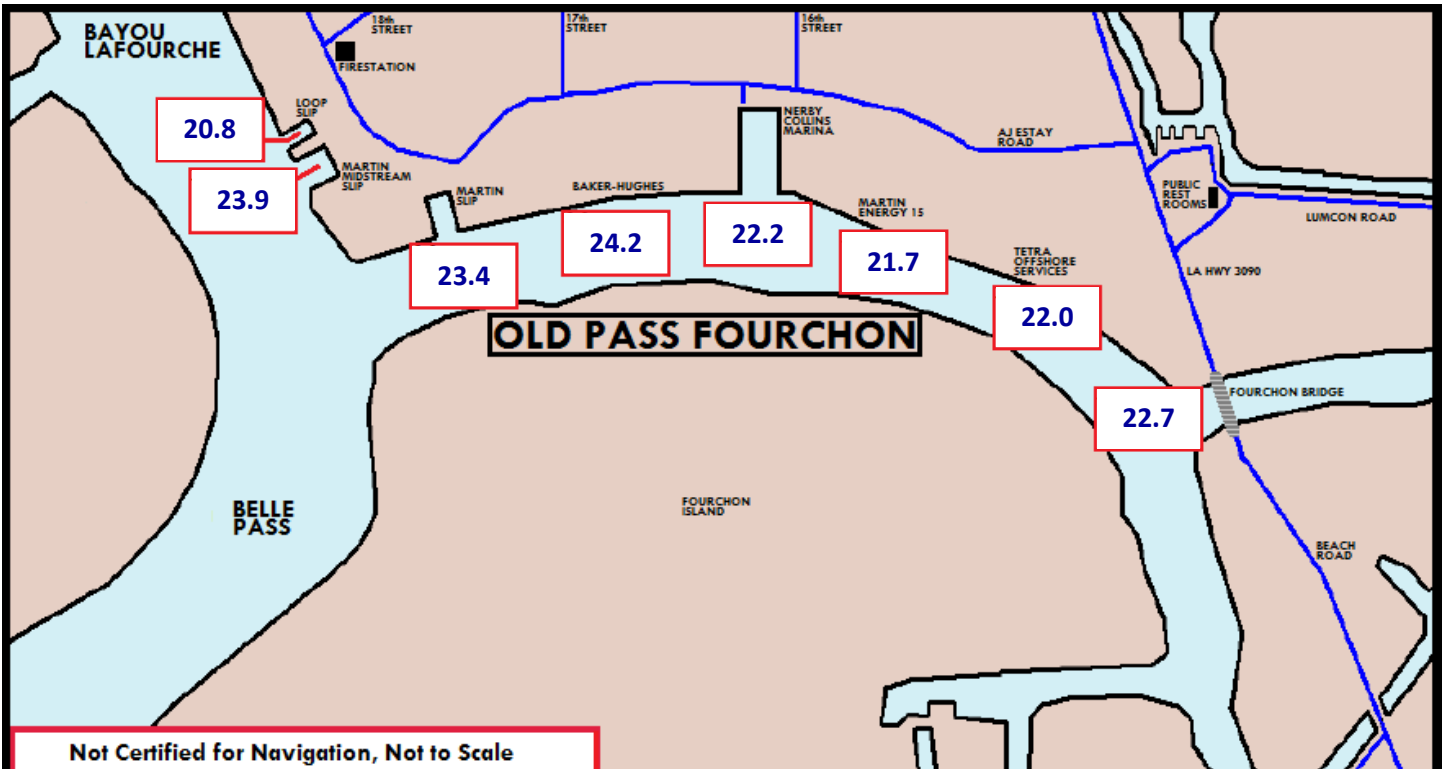 BAYOU
LAFOURCHE
18th
STREET
17th
STREET
16th
STREET
FIRESTATION
LOOP
SLIP
20.8
NERBY
COLLINS
MARINA
AJ ESTAY
ROAD
MARTIN
MIDSTREAM
SLIP
23.9
MARTIN
SLIP
BAKER-HUGHES
PUBLIC
REST
ROOMS
LUMCON ROAD
MARTIN
ENERGY 15
24.2
22.2
21.7
23.4
TETRA
OFFSHORE
SERVICES
LA HWY 3090
22.0
OLD PASS FOURCHON
FOURCHON BRIDGE
22.7
BELLE
PASS
FOURCHON
ISLAND
BEACH
ROAD
Not Certified for Navigation, Not to Scale